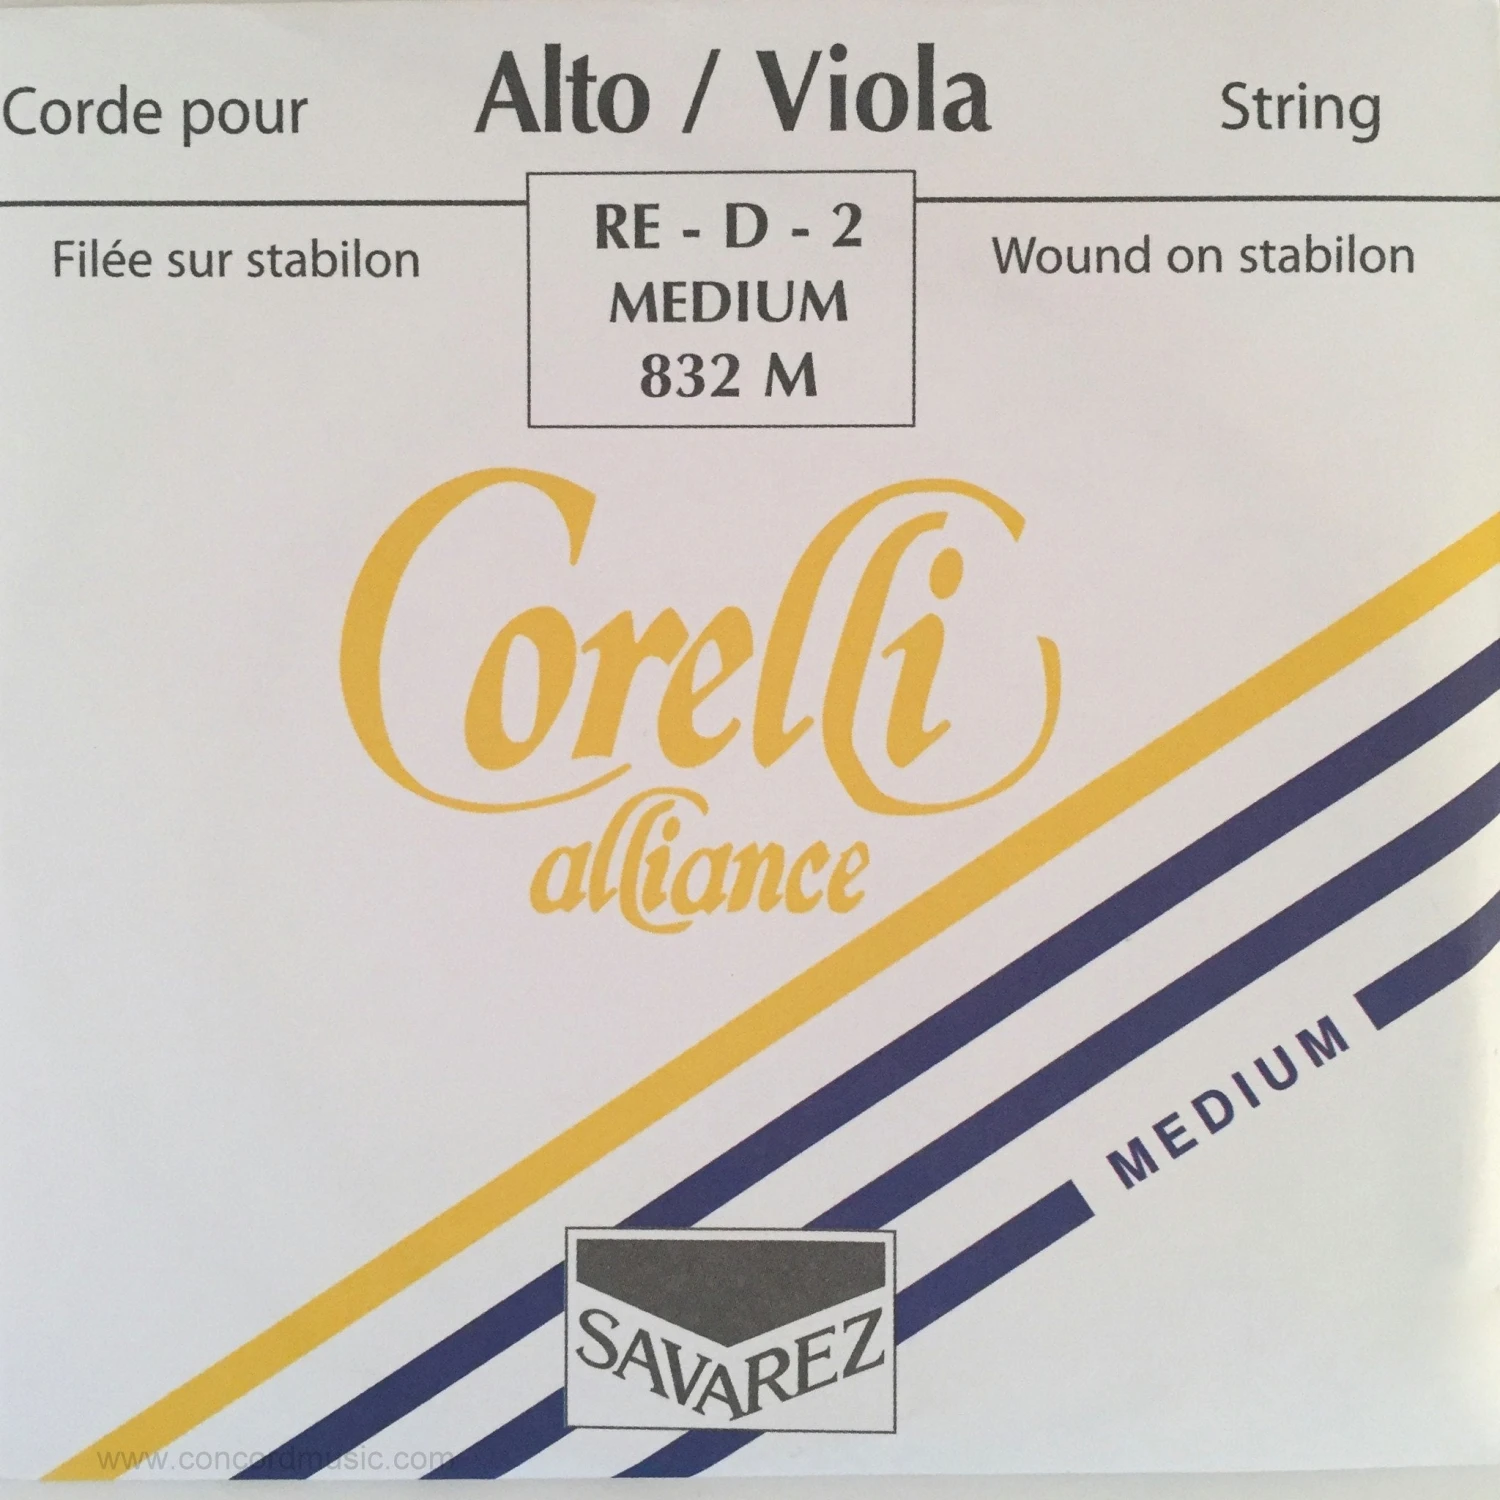 Corde pour Alto / Viola String
RE - D - 2
Filée sur stabilon Wound on stabilon
MEDIUM
832 M
Corelli
alliance
MEDIUM
SAVAREZ
www.concordmusic.com